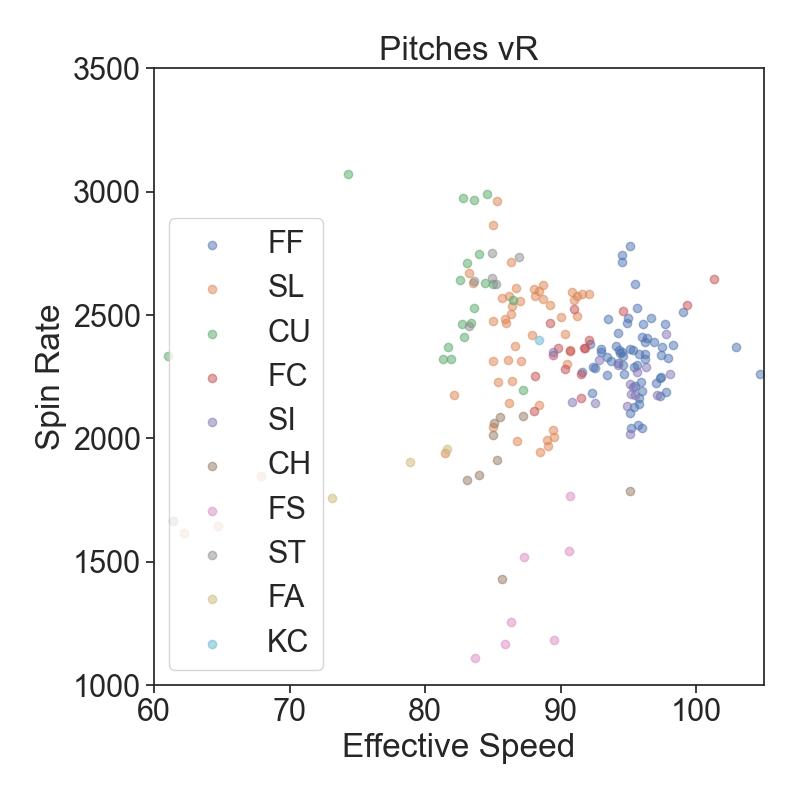 Pitches vR
3500
3000
2500
2000
1500
1000
Spin Rate
FF
SL
CU
FC
SI
CH
FS
ST
FA
KC
60 70 80 90 100
Effective Speed